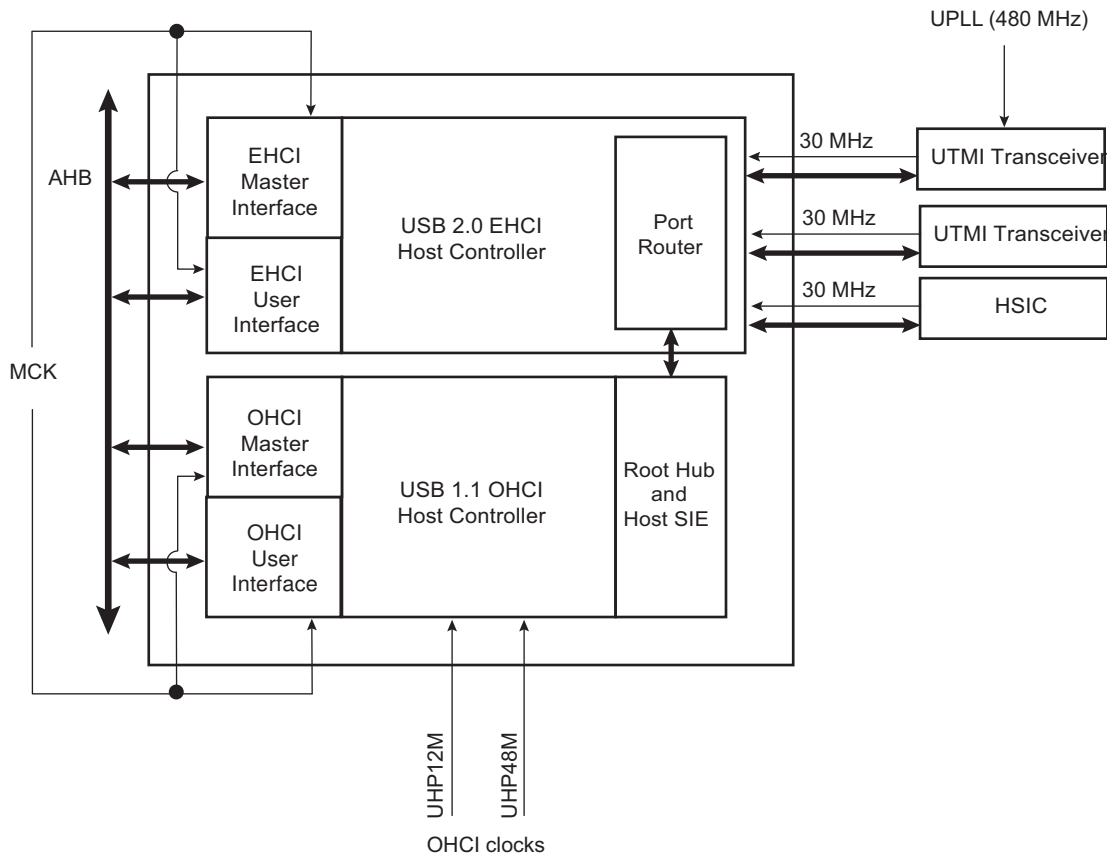 UPLL (480 MHz)
EHCI
Master
Interface
AHB
USB 2.0 EHCI
Host Controller
Port
Router
30 MHz
UTMI Transceiver
30 MHz
UTMI Transceiver
EHCI
User
Interface
30 MHz
HSIC
MCK
OHCI
Master
Interface
USB 1.1 OHCI
Host Controller
Root Hub
and
Host SIE
OHCI
User
Interface
UHP12M
UHP48M
OHCI clocks